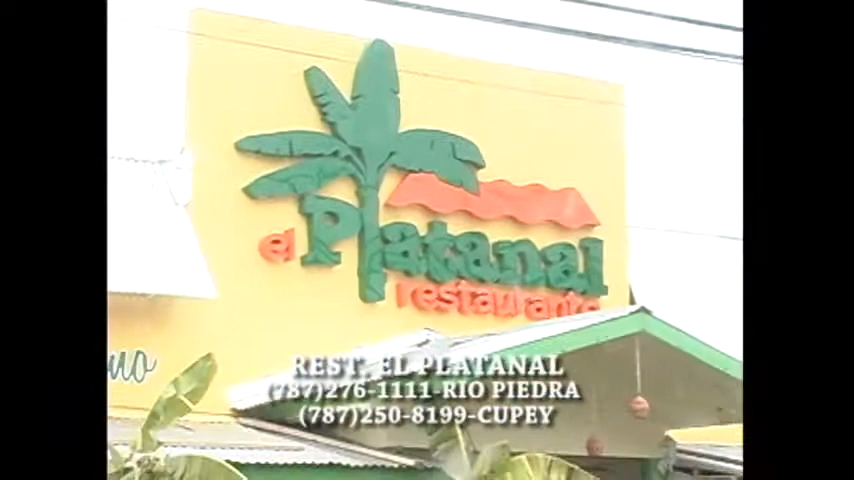 el Platanal
restaurante
REST. EL PLATANAL
(787)276-1111-RIO PIEDRA
(787)250-8199-CUPEY